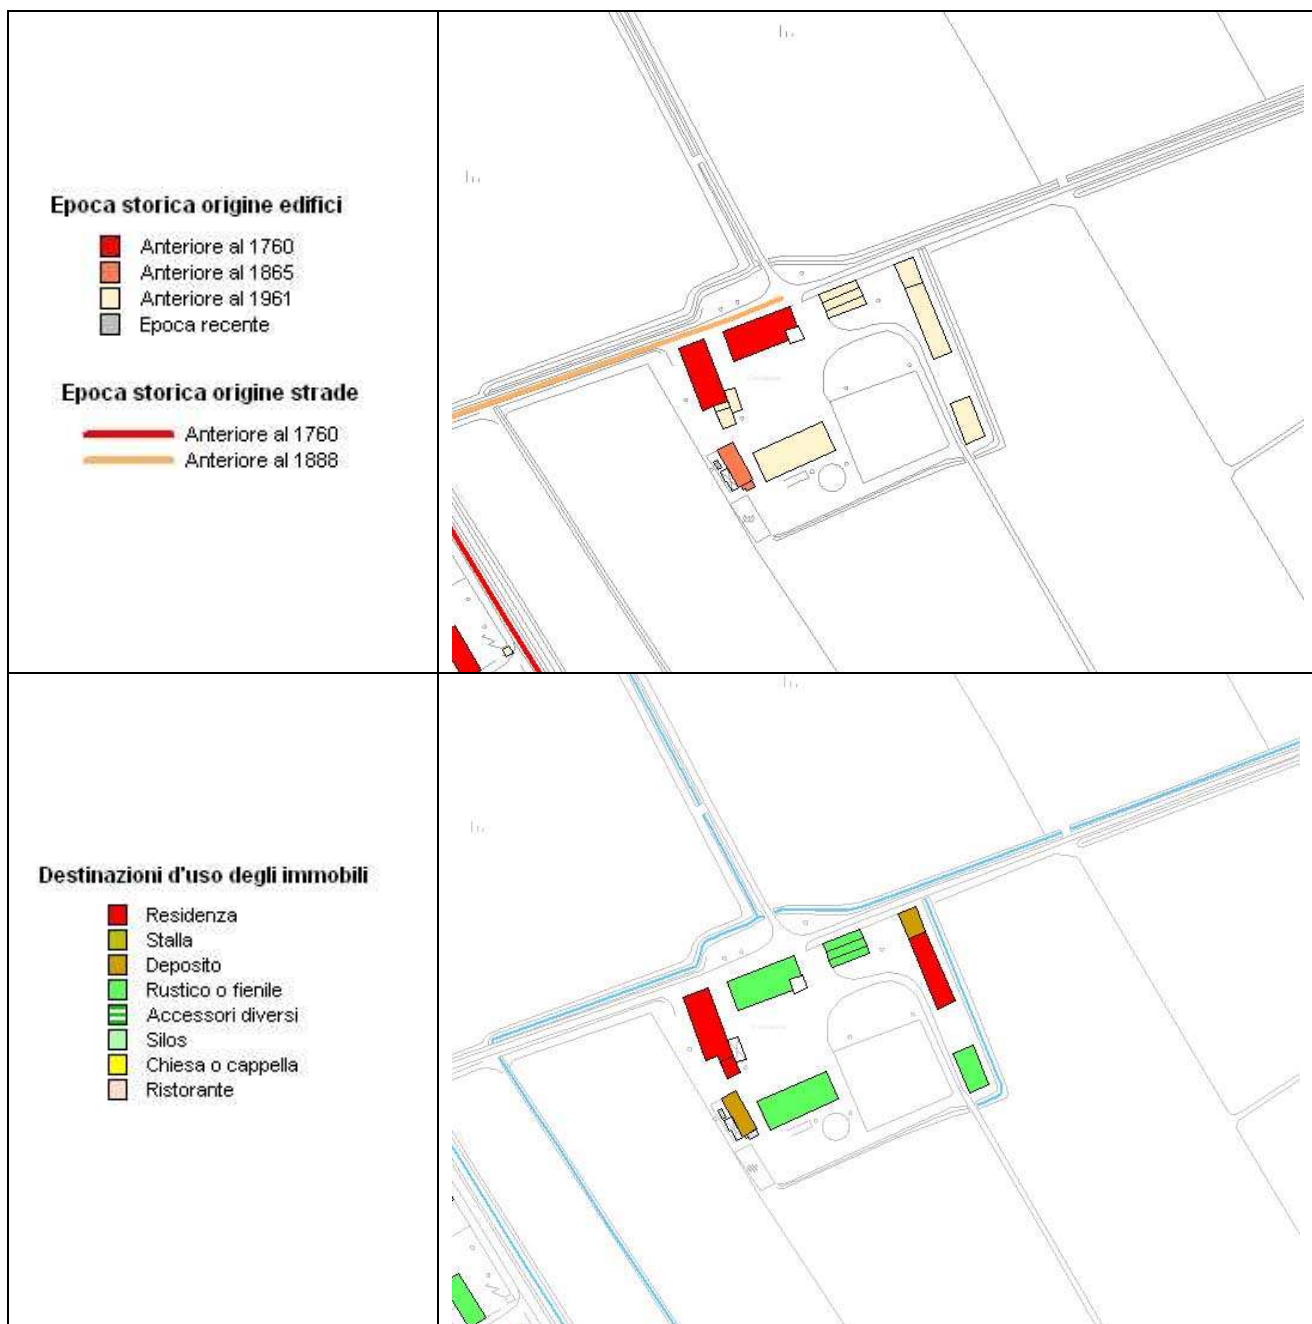 Epoca storica origine edifici
Anteriore al 1760
Anteriore al 1865
Anteriore al 1961
Epoca recente
Epoca storica origine strade
Anteriore al 1760
Anteriore al 1888
Destinazioni d'uso degli immobili
Residenza
Stalla
Deposito
Rustico o fienile
Accessori diversi
Silos
Chiesa o cappella
Ristorante